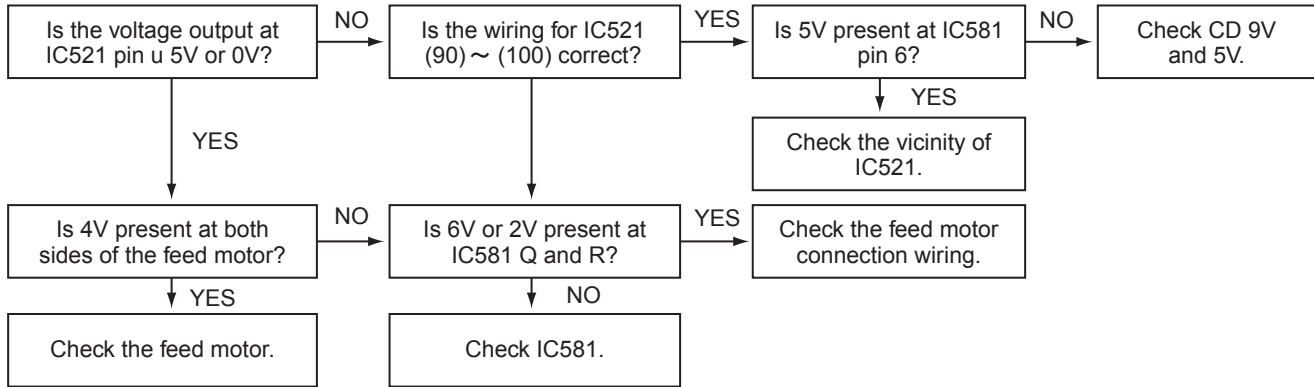 Is the voltage output at
IC521 pin u 5V or 0V?
NO
Is the wiring for IC521
(90) ～ (100) correct?
YES
Is 5V present at IC581
pin 6?
NO
Check CD 9V
and 5V.
YES
YES
Check the vicinity of
IC521.
Is 4V present at both
sides of the feed motor?
NO
Is 6V or 2V present at
IC581 Q and R?
YES
Check the feed motor
connection wiring.
YES
NO
Check the feed motor.
Check IC581.